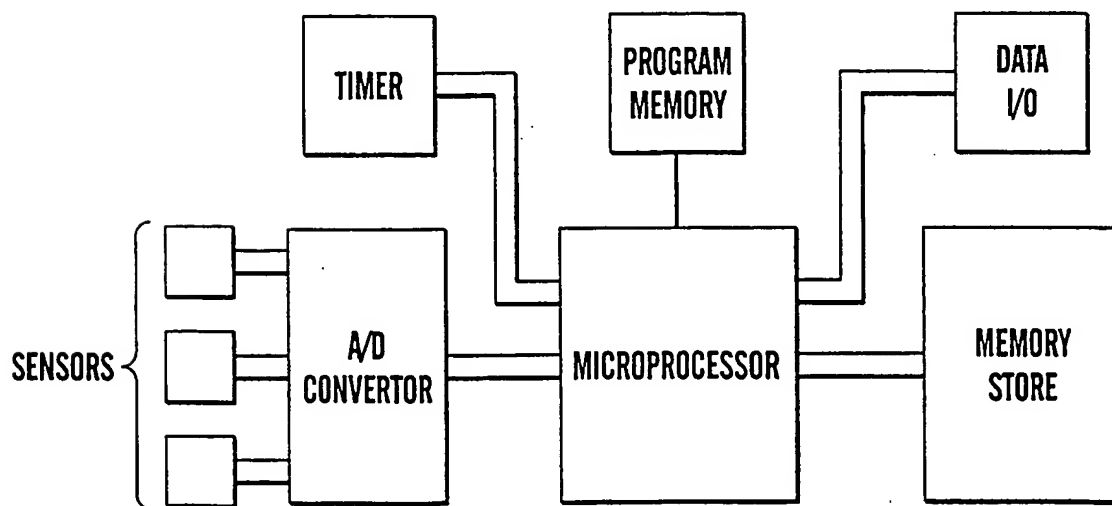 TIMER
PROGRAM
MEMORY
DATA
I/O
SENSORS
A/D
CONVERTOR
MICROPROCESSOR
MEMORY
STORE